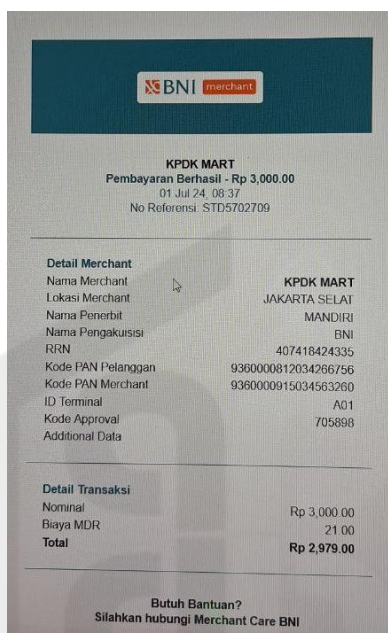 BNI merchant
KPDK MART
Pembayaran Berhasil - Rp 3,000.00
01 Jul 24, 08:37
No Referensi: STD5702709
Detail Merchant
Nama Merchant KPDK MART
Lokasi Merchant JAKARTA SELAT
Nama Penerbit MANDIRI
Nama Pengakuisisi BNI
RRN 407418424335
Kode PAN Pelanggan 9360000812034266756
Kode PAN Merchant 9360000915034563260
ID Terminal A01
Kode Approval 705898
Additional Data
Detail Transaksi
Nominal Rp 3,000.00
Biaya MDR 21.00
Total Rp 2,979.00
Butuh Bantuan?
Silahkan hubungi Merchant Care BNI